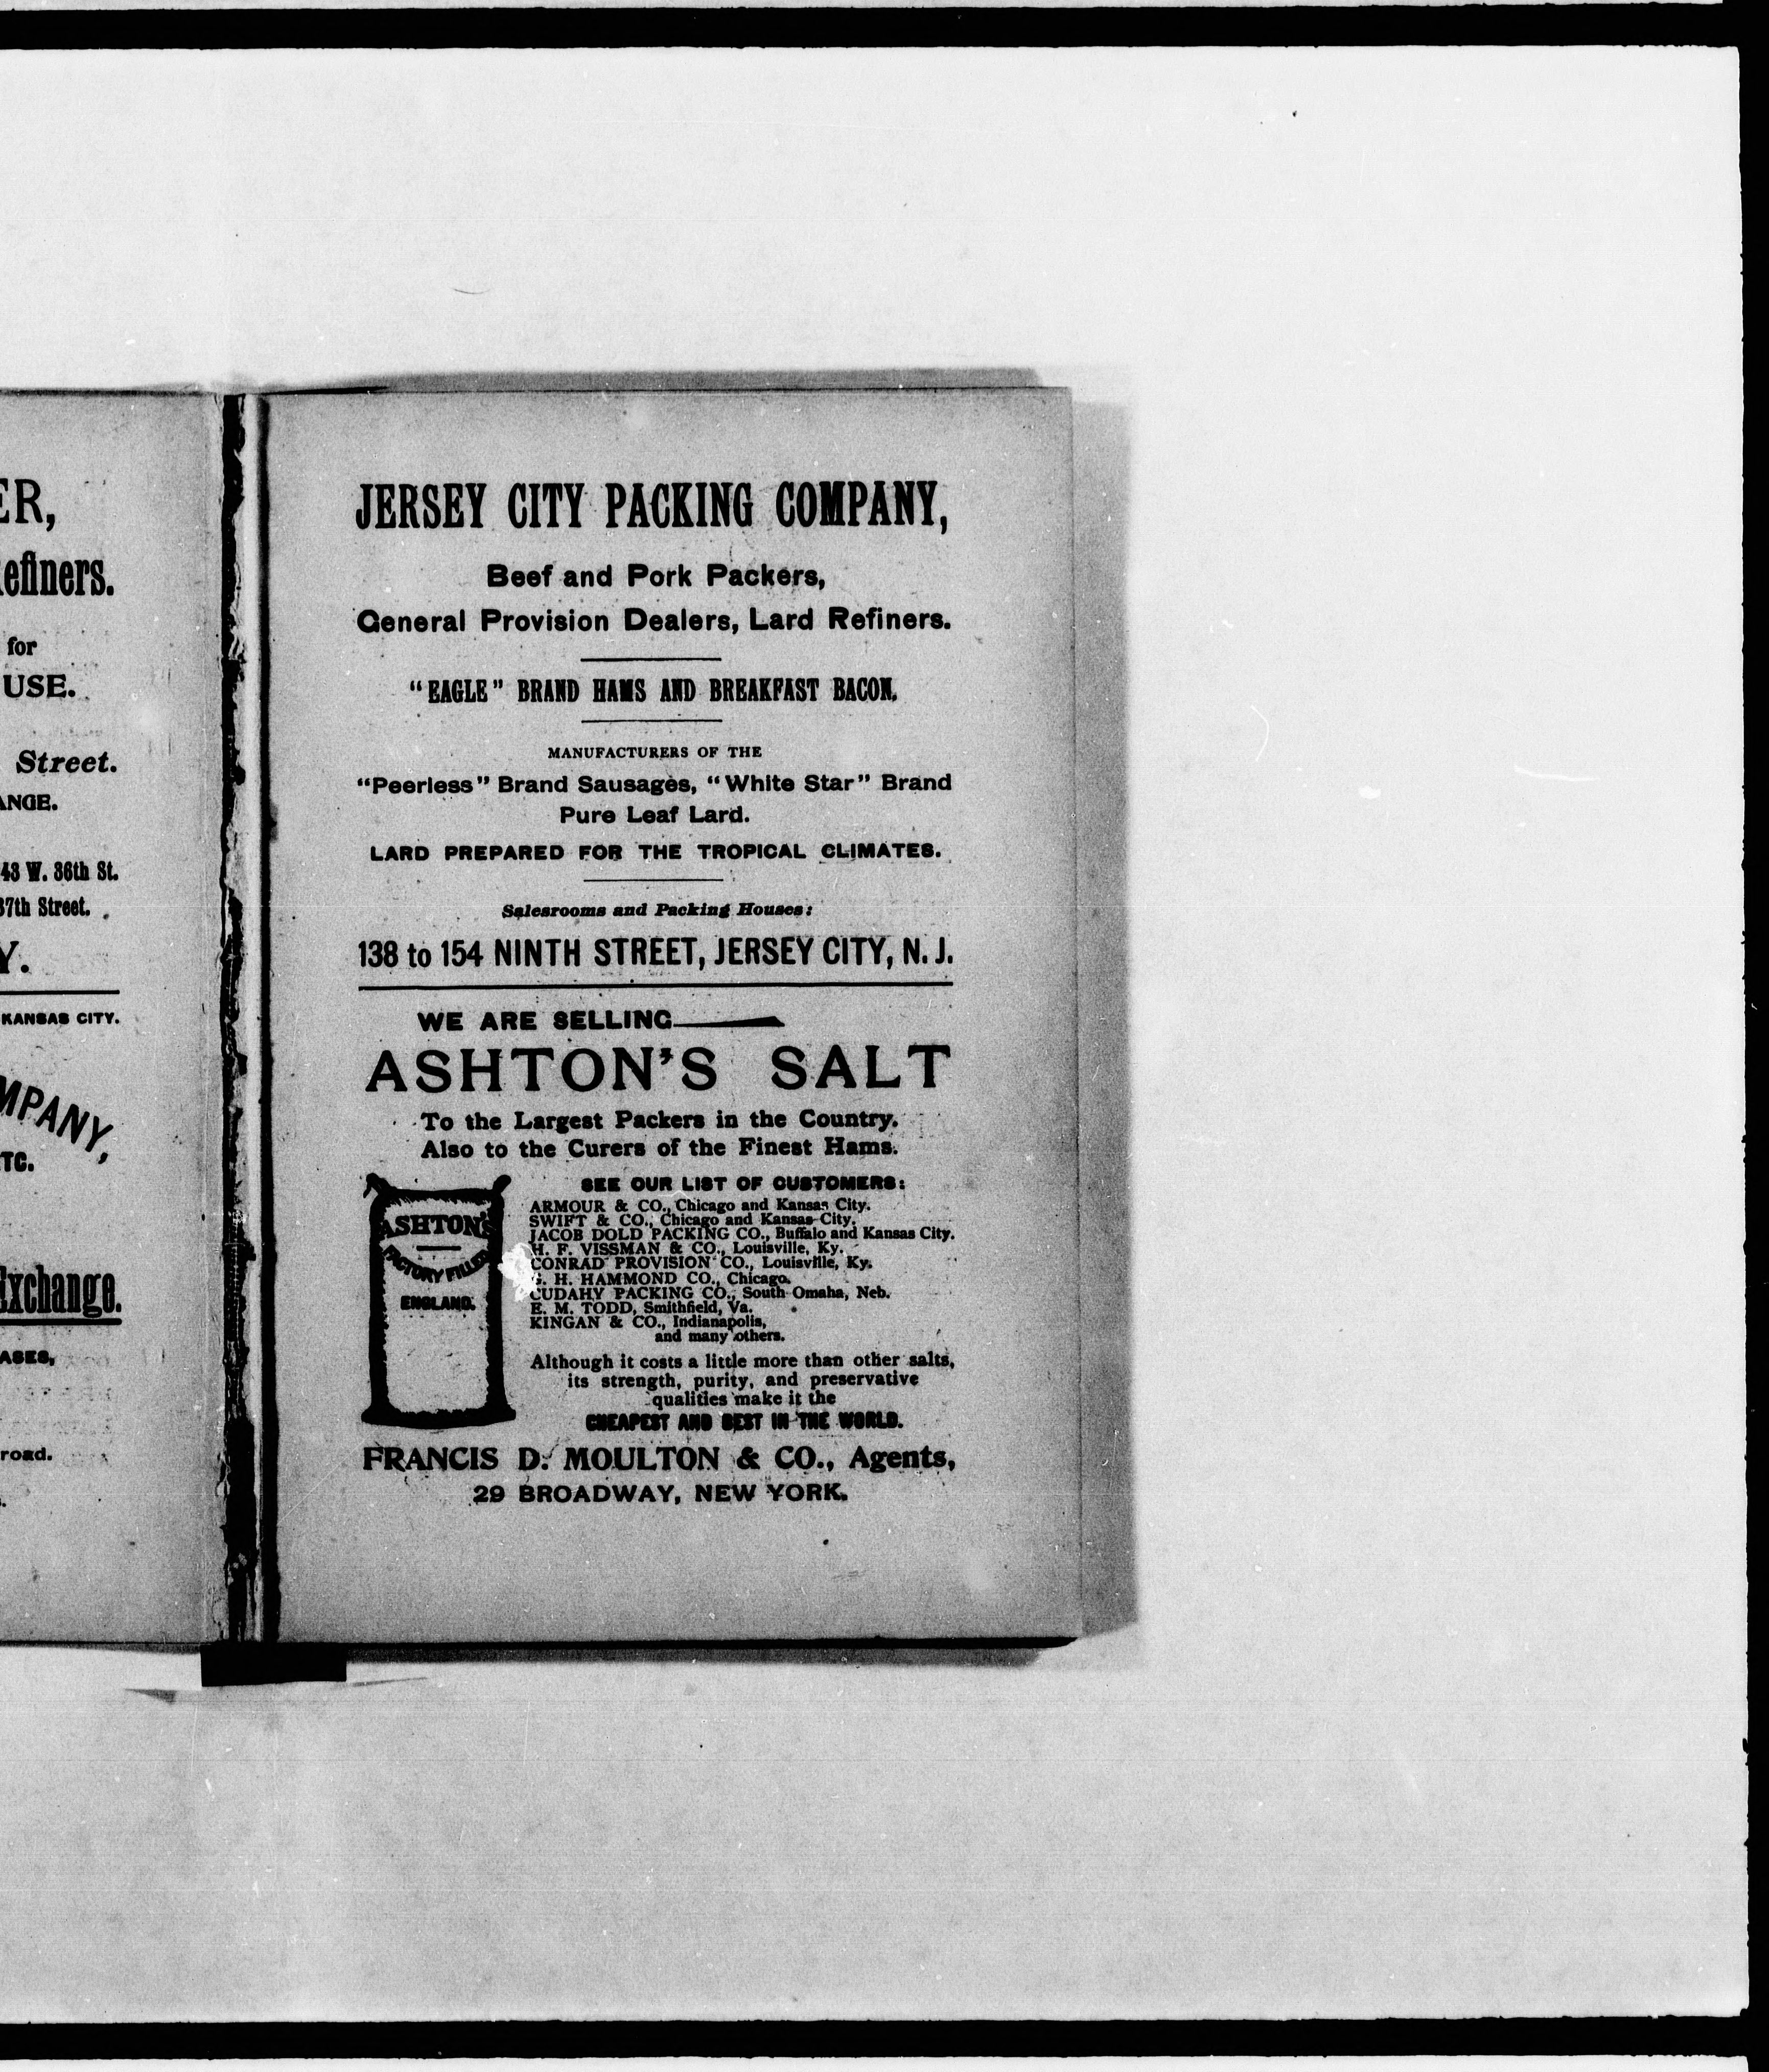 ER,
efiners.
for
USE.
Street.
ANGE.
43 W. 36th St.
37th Street.
Y.
KANSAS CITY.
MPANY,
TC.
Exchange.
ASES,
road.
JERSEY CITY PACKING COMPANY,
Beef and Pork Packers,
General Provision Dealers, Lard Refiners.
"EAGLE" BRAND HAMS AND BREAKFAST BACON.
MANUFACTURERS OF THE
"Peerless" Brand Sausages, "White Star" Brand
Pure Leaf Lard.
LARD PREPARED FOR THE TROPICAL CLIMATES.
Salesrooms and Packing Houses:
138 to 154 NINTH STREET, JERSEY CITY, N. J.
WE ARE SELLING
ASHTON'S SALT
To the Largest Packers in the Country.
Also to the Curers of the Finest Hams.
ASHTON'S
FACTORY FILLED
ENGLAND.
SEE OUR LIST OF CUSTOMERS:
ARMOUR & CO., Chicago and Kansas City.
SWIFT & CO., Chicago and Kansas City.
JACOB DOLD PACKING CO., Buffalo and Kansas City.
H. F. VISSMAN & CO., Louisville, Ky.
CONRAD PROVISION CO., Louisville, Ky.
G. H. HAMMOND CO., Chicago.
CUDAHY PACKING CO., South Omaha, Neb.
E. M. TODD, Smithfield, Va.
KINGAN & CO., Indianapolis,
and many others.
Although it costs a little more than other salts,
its strength, purity, and preservative
qualities make it the
CHEAPEST AND BEST IN THE WORLD.
FRANCIS D. MOULTON & CO., Agents,
29 BROADWAY, NEW YORK.